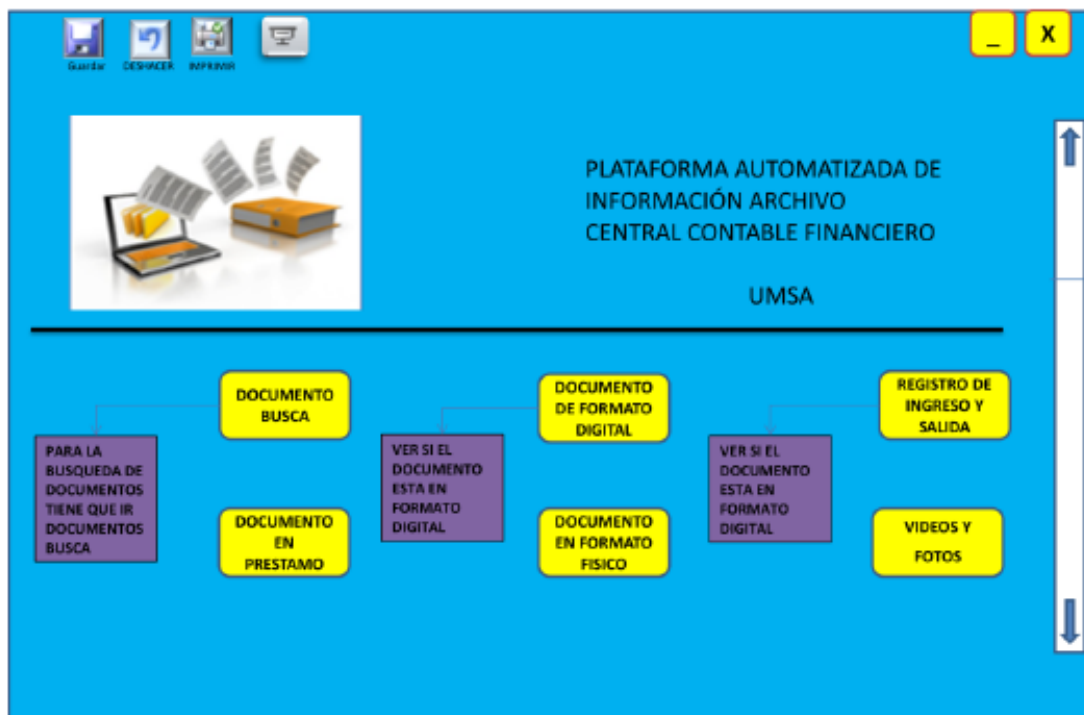 Guardar
DESHACER
IMPRIMIR
_
X
PLATAFORMA AUTOMATIZADA DE
INFORMACIÓN ARCHIVO
CENTRAL CONTABLE FINANCIERO
UMSA
DOCUMENTO
BUSCA
PARA LA
BUSQUEDA DE
DOCUMENTOS
TIENE QUE IR
DOCUMENTOS
BUSCA
DOCUMENTO
EN
PRESTAMO
DOCUMENTO
DE FORMATO
DIGITAL
VER SI EL
DOCUMENTO
ESTA EN
FORMATO
DIGITAL
DOCUMENTO
EN FORMATO
FISICO
REGISTRO DE
INGRESO Y
SALIDA
VER SI EL
DOCUMENTO
ESTA EN
FORMATO
DIGITAL
VIDEOS Y
FOTOS